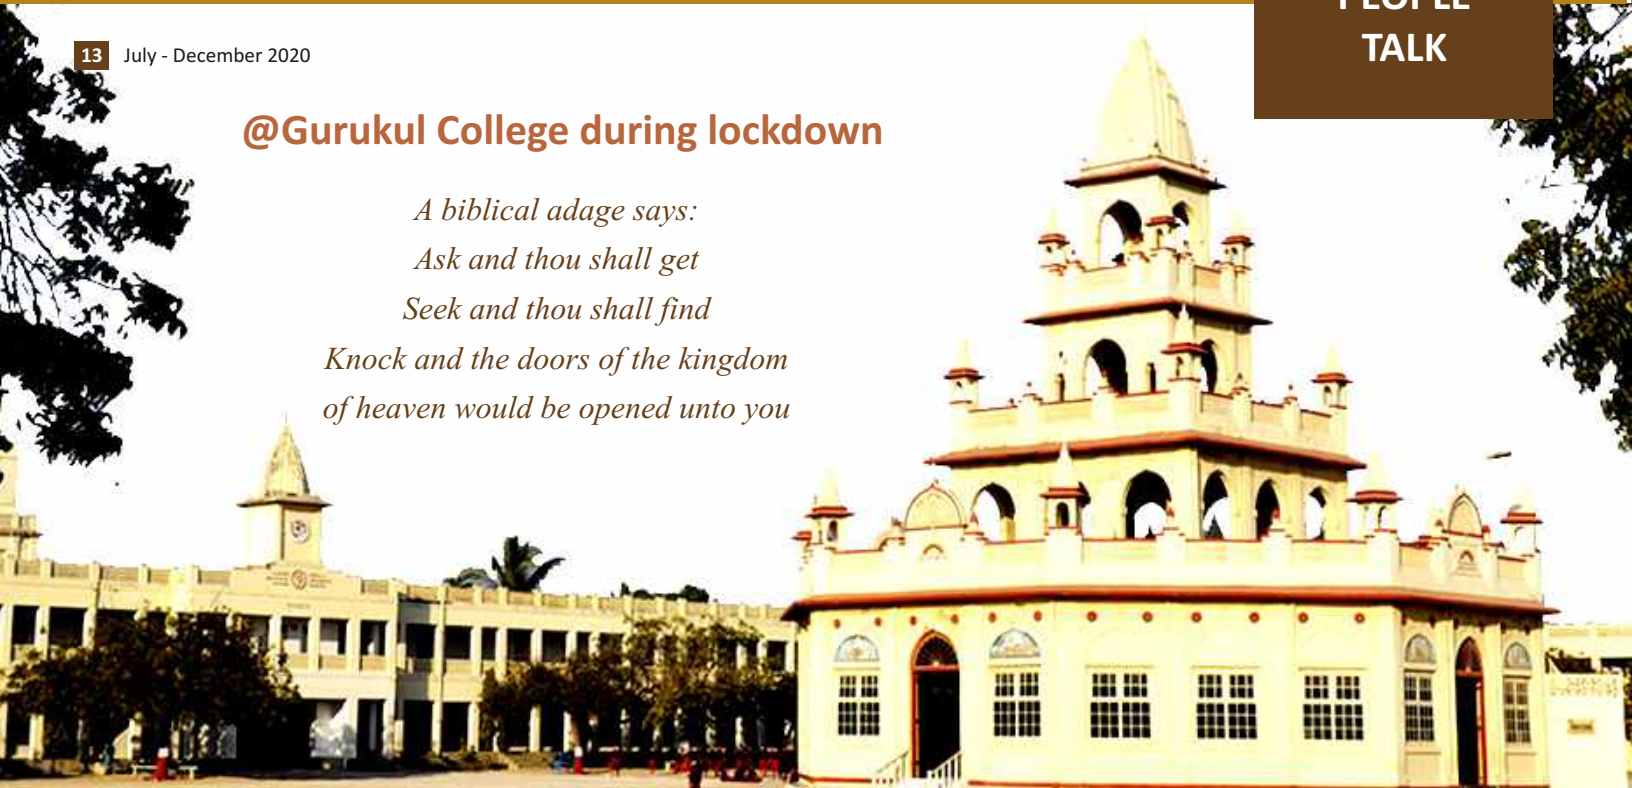 PEOPLE
TALK
13 July - December 2020
@Gurukul College during lockdown
A biblical adage says:
Ask and thou shall get
Seek and thou shall find
Knock and the doors of the kingdom
of heaven would be opened unto you